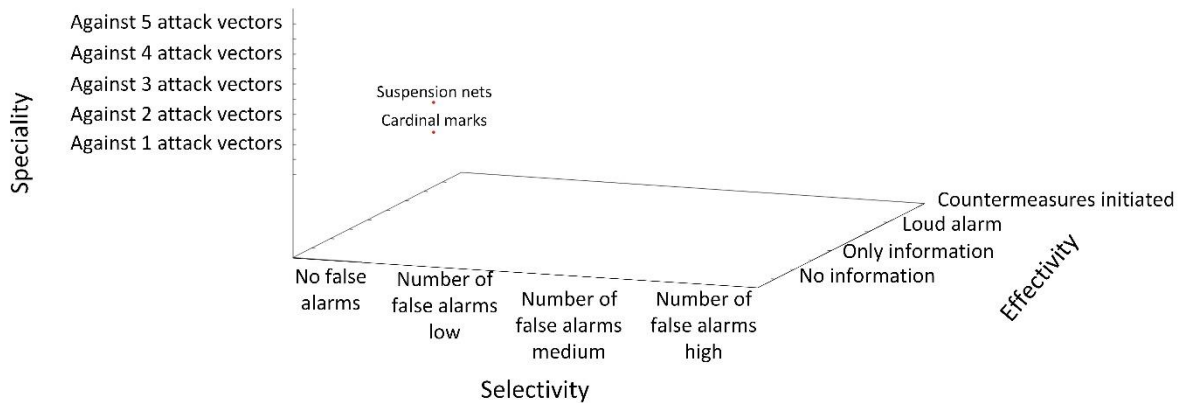 Against 5 attack vectors
Against 4 attack vectors
Against 3 attack vectors
Against 2 attack vectors
Against 1 attack vectors
Speciality
Suspension nets
Cardinal marks
Countermeasures initiated
Loud alarm
Only information
No information
Effectivity
No false
alarms
Number of
false alarms
low
Number of
false alarms
medium
Number of
false alarms
high
Selectivity